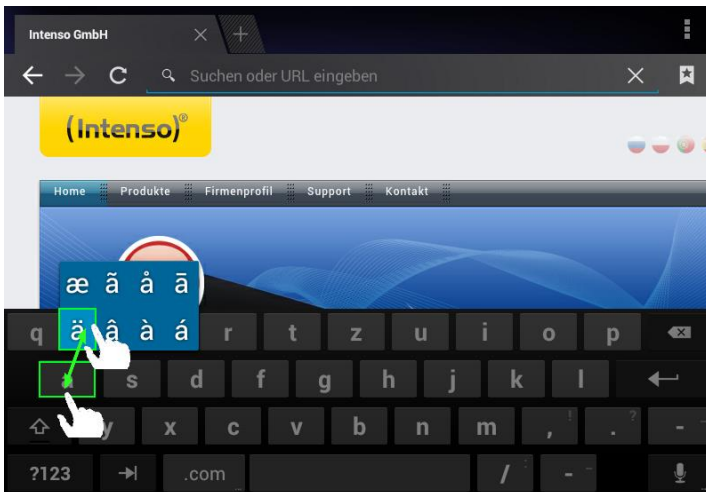 Intenso GmbH
Suchen oder URL eingeben
(Intenso)®
Home Produkte Firmenprofil Support Kontakt
æ ã å ā
ä â à á
q r t z u i o p
a s d f g h j k l
y x c v b n m , ! . ? -
?123 .com / : - _